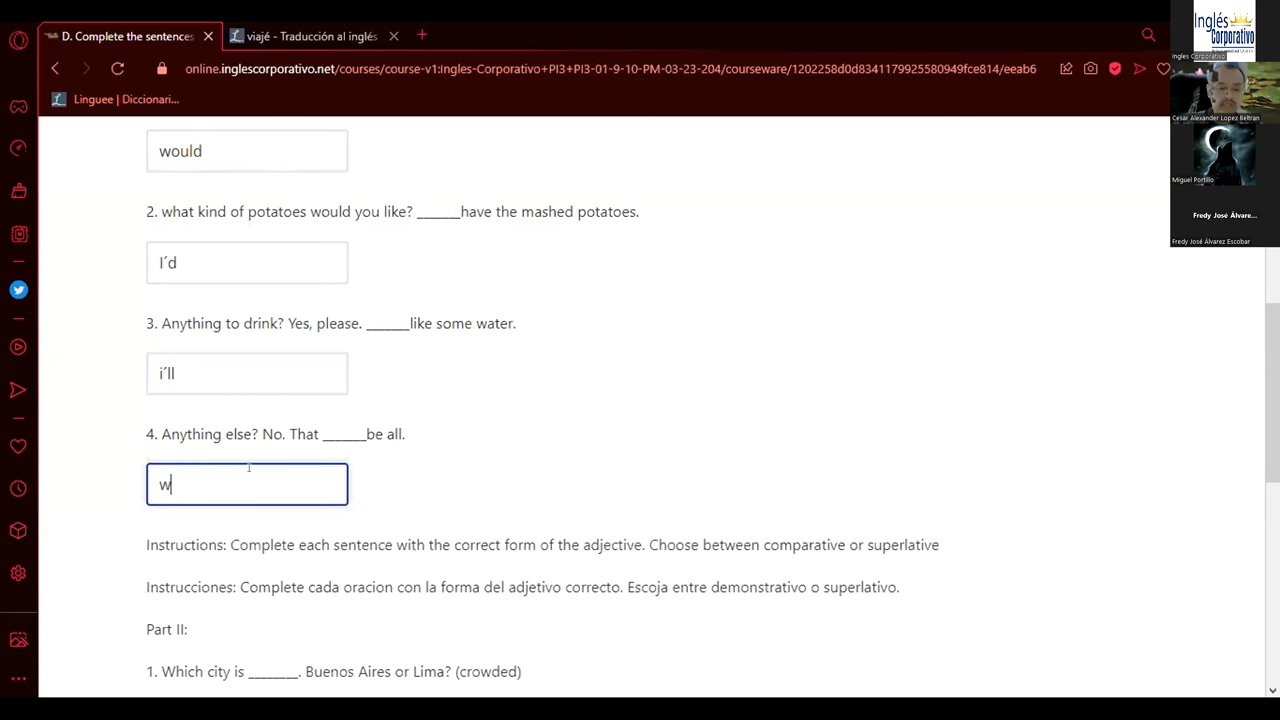 D. Complete the sentences
viajé - Traducción al inglés
online.inglescorporativo.net/courses/course-v1:Ingles-Corporativo+PI3+PI3-01-9-10-PM-03-23-204/courseware/1202258d0d8341179925580949fce814/eeab6
Linguee | Diccionari...
would
2. what kind of potatoes would you like? ______have the mashed potatoes.
I´d
3. Anything to drink? Yes, please. ______like some water.
i´ll
4. Anything else? No. That ______be all.
w
Instructions: Complete each sentence with the correct form of the adjective. Choose between comparative or superlative
Instrucciones: Complete cada oracion con la forma del adjetivo correcto. Escoja entre demonstrativo o superlativo.
Part II:
1. Which city is _______. Buenos Aires or Lima? (crowded)
Inglés
Corporativo
Inglés Corporativo
Cesar Alexander Lopez Beltran
Miguel Portillo
Fredy José Álvare...
Fredy José Álvarez Escobar